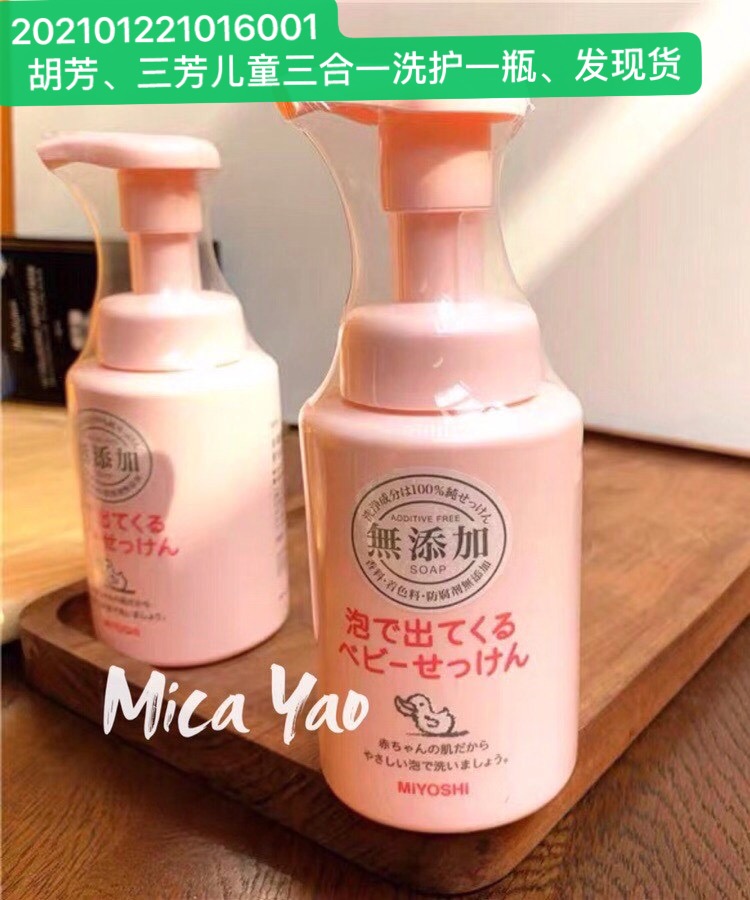 202101221016001
胡芳、三芳儿童三合一洗护一瓶、发现货
洗浄成分は100%純せっけん
ADDITIVE FREE
無添加
SOAP
香料・着色料・防腐剤無添加
泡で出てくる
ベビーせっけん
赤ちゃんの肌だから
やさしい泡で洗いましょう。
MiYOSHI
添加
出てくる
ーせっけん
MiYOSHI
Mica Yao